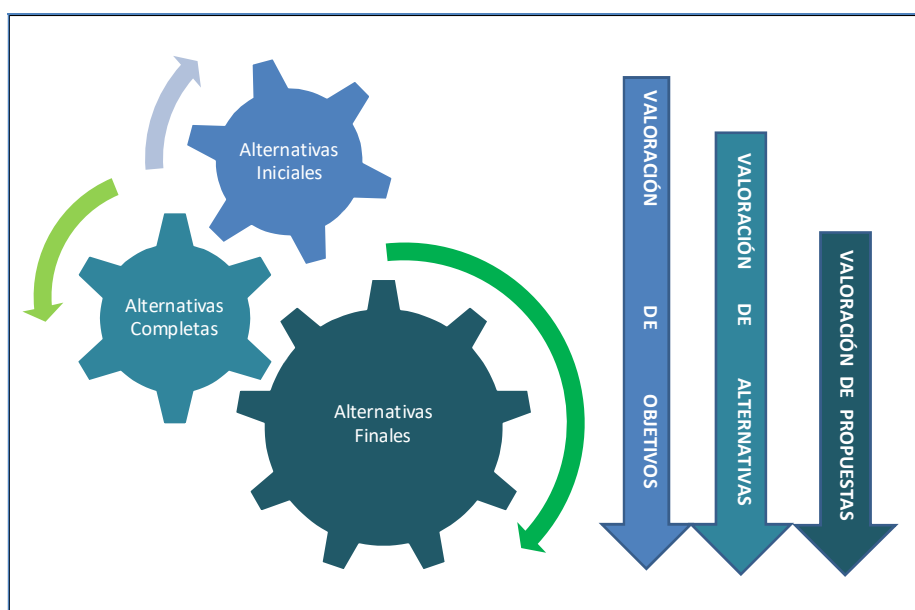 Alternativas
Iniciales
Alternativas
Completas
Alternativas
Finales
VALORACIÓN DE OBJETIVOS
VALORACIÓN DE ALTERNATIVAS
VALORACIÓN DE PROPUESTAS